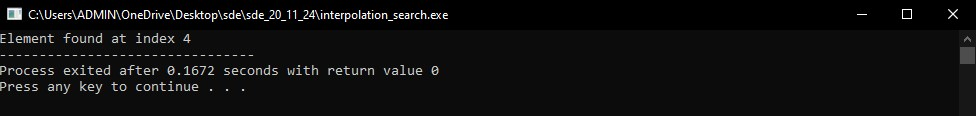 C:\Users\ADMIN\OneDrive\Desktop\sde\sde_20_11_24\interpolation_search.exe
Element found at index 4
--------------------------------
Process exited after 0.1672 seconds with return value 0
Press any key to continue . . .